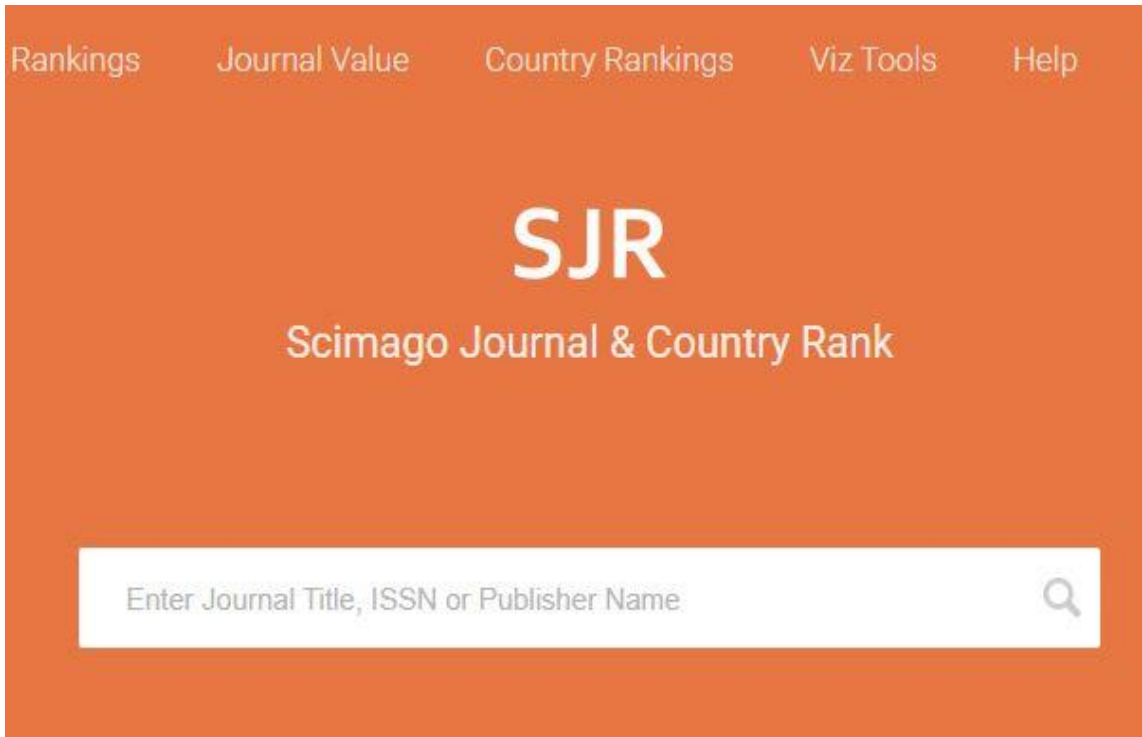 Rankings Journal Value Country Rankings Viz Tools Help
SJR
Scimago Journal & Country Rank
Enter Journal Title, ISSN or Publisher Name